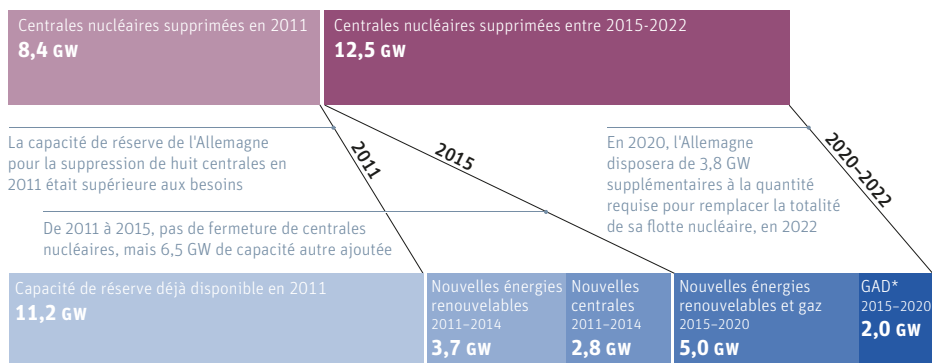 Centrales nucléaires supprimées en 2011
8,4 GW
Centrales nucléaires supprimées entre 2015-2022
12,5 GW
La capacité de réserve de l'Allemagne
pour la suppression de huit centrales en
2011 était supérieure aux besoins
2011
2015
En 2020, l'Allemagne
disposera de 3,8 GW
supplémentaires à la quantité
requise pour remplacer la totalité
de sa flotte nucléaire, en 2022
2020–2022
De 2011 à 2015, pas de fermeture de centrales
nucléaires, mais 6,5 GW de capacité autre ajoutée
Capacité de réserve déjà disponible en 2011
11,2 GW
Nouvelles énergies
renouvelables
2011–2014
3,7 GW
Nouvelles
centrales
2011–2014
2,8 GW
Nouvelles énergies
renouvelables et gaz
2015–2020
5,0 GW
GAD*
2015–2020
2,0 GW